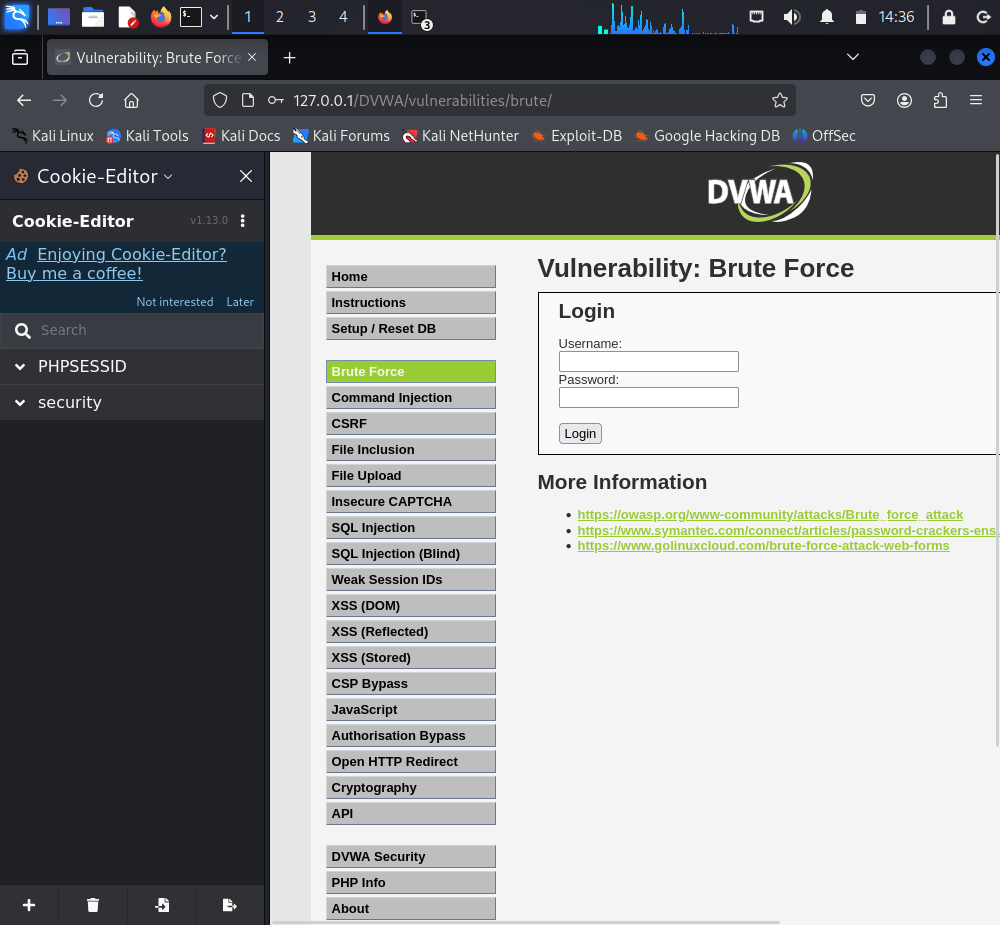 1 2 3 4 3 14:36
Vulnerability: Brute Force
127.0.0.1/DVWA/vulnerabilities/brute/
Kali Linux Kali Tools Kali Docs Kali Forums Kali NetHunter Exploit-DB Google Hacking DB OffSec
Cookie-Editor
Cookie-Editor v1.13.0
Ad Enjoying Cookie-Editor?
Buy me a coffee!
Not interested Later
Search
PHPSESSID
security
DVWA
Home
Instructions
Setup / Reset DB
Brute Force
Command Injection
CSRF
File Inclusion
File Upload
Insecure CAPTCHA
SQL Injection
SQL Injection (Blind)
Weak Session IDs
XSS (DOM)
XSS (Reflected)
XSS (Stored)
CSP Bypass
JavaScript
Authorisation Bypass
Open HTTP Redirect
Cryptography
API
DVWA Security
PHP Info
About
Vulnerability: Brute Force
Login
Username:
Password:
Login
More Information
https://owasp.org/www-community/attacks/Brute_force_attack
https://www.symantec.com/connect/articles/password-crackers-ens
https://www.golinuxcloud.com/brute-force-attack-web-forms